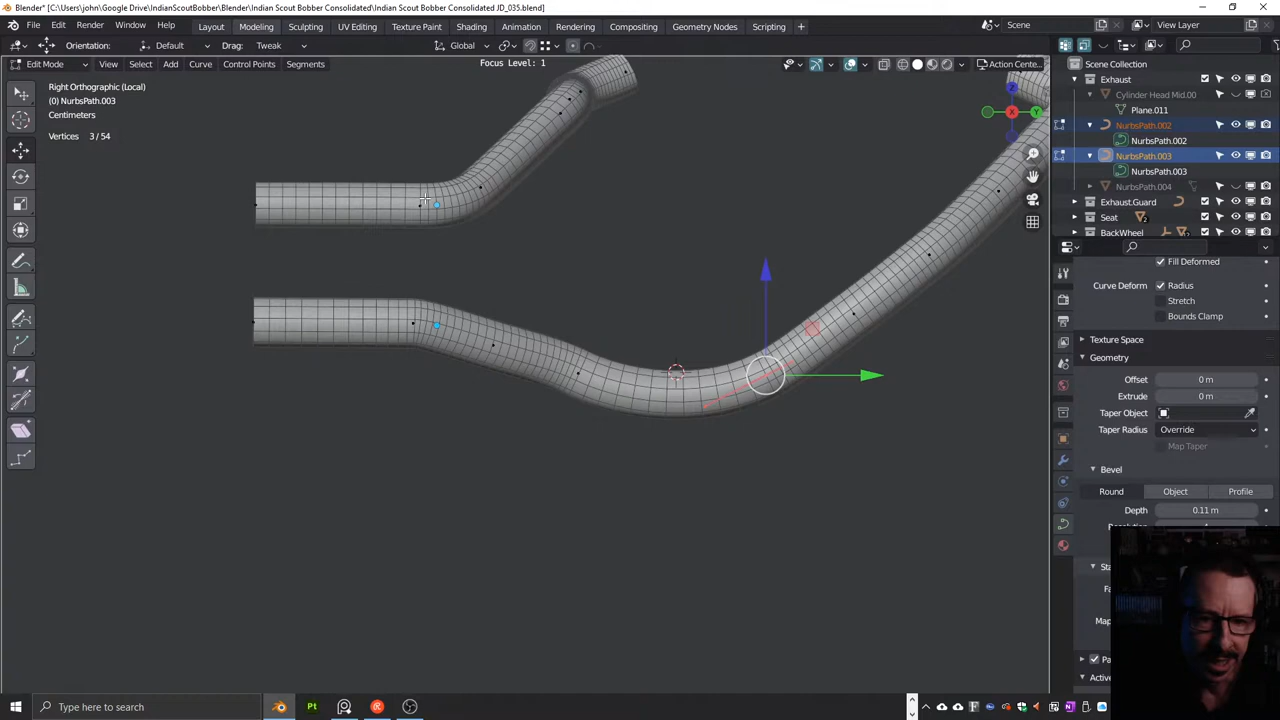 Blender* [C:\Users\john\Google Drive\IndianScoutBobber\Blender\Indian Scout Bobber Consolidated\Indian Scout Bobber Consolidated JD_035.blend]
File Edit Render Window Help Layout Modeling Sculpting UV Editing Texture Paint Shading Animation Rendering Compositing Geometry Nodes Scripting + Scene View Layer
Orientation: Default Drag: Tweak Global
Edit Mode View Select Add Curve Control Points Segments Focus Level: 1 Action Cente... Scene Collection
Right Orthographic (Local)
(0) NurbsPath.003
Centimeters
Vertices 3 / 54
Z
Y
X
Exhaust
Cylinder Head Mid.00
Plane.011
NurbsPath.002
NurbsPath.002
NurbsPath.003
NurbsPath.003
NurbsPath.004
Exhaust.Guard
Seat 2
BackWheel
Fill Deformed
Curve Deform Radius
Stretch
Bounds Clamp
Texture Space
Geometry
Offset 0 m
Extrude 0 m
Taper Object
Taper Radius Override
Map Taper
Bevel
Round Object Profile
Depth 0.11 m
Type here to search Pt